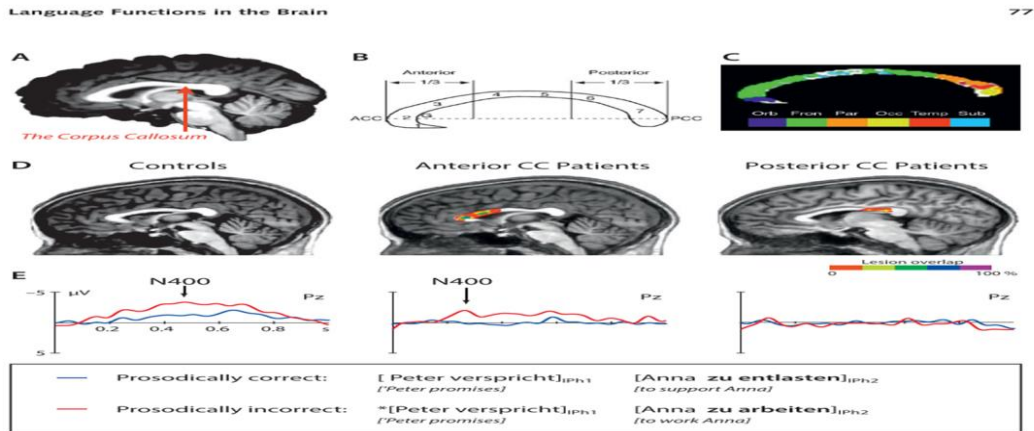 Language Functions in the Brain 77
A B C
Anterior Posterior
1/3 1/3
3 4 5 6 7
ACC 2 PCC
The Corpus Callosum
Orb Fron Par Occ Temp Sub
D Controls Anterior CC Patients Posterior CC Patients
Lesion overlap
0 100 %
E
-5 μV N400 Pz N400 Pz Pz
0.2 0.4 0.6 0.8 s
5
Prosodically correct: [ Peter verspricht]IPh1 [Anna zu entlasten]IPh2
['Peter promises] [to support Anna]
Prosodically incorrect: *[Peter verspricht]IPh1 [Anna zu arbeiten]IPh2
['Peter promises] [to work Anna]